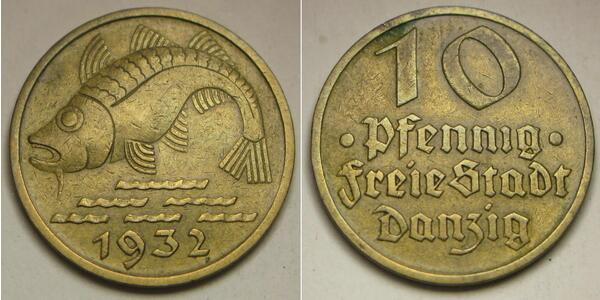 1932
10
· Pfennig ·
Freie Stadt
Danzig